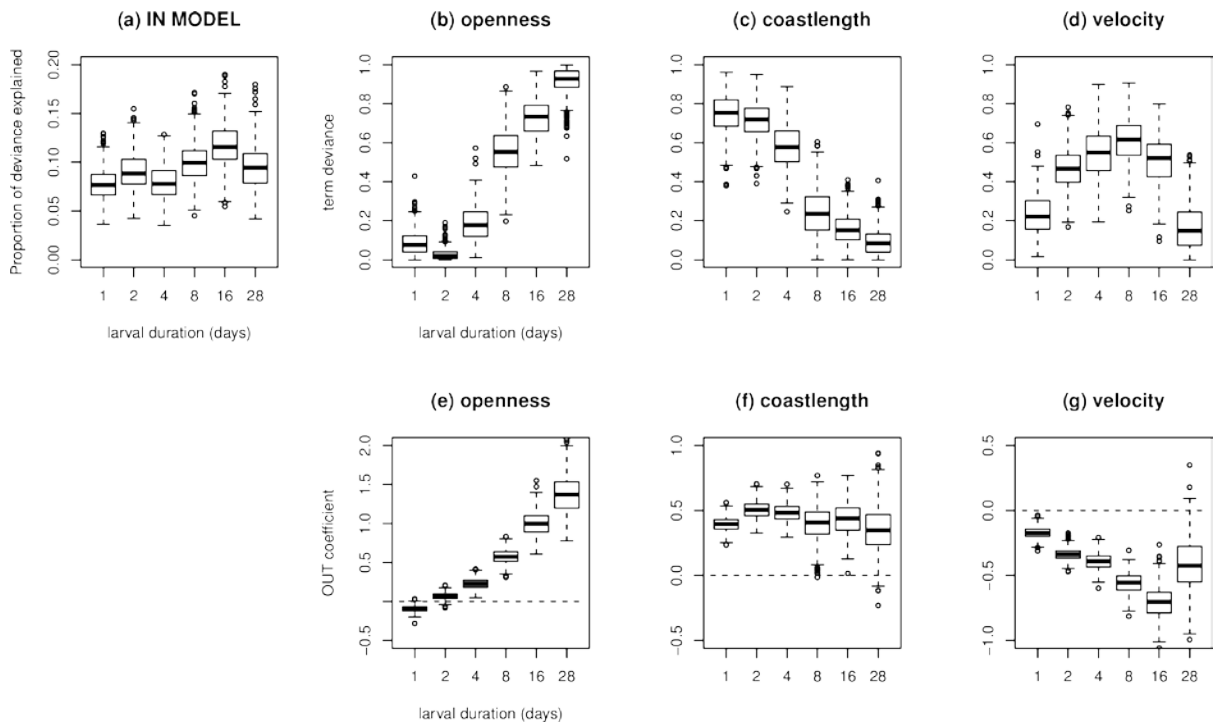 (a) IN MODEL
(b) openness
(c) coastlength
(d) velocity
Proportion of deviance explained
0.20
0.15
0.10
0.05
0.00
1 2 4 8 16 28
larval duration (days)
term deviance
1.0
0.8
0.6
0.4
0.2
0.0
1 2 4 8 16 28
larval duration (days)
1.0
0.8
0.6
0.4
0.2
0.0
1 2 4 8 16 28
1.0
0.8
0.6
0.4
0.2
0.0
1 2 4 8 16 28
(e) openness
(f) coastlength
(g) velocity
OUT coefficient
2.0
1.5
1.0
0.5
−0.5
1 2 4 8 16 28
larval duration (days)
1.0
0.5
0.0
−0.5
1 2 4 8 16 28
0.5
0.0
−0.5
−1.0
1 2 4 8 16 28